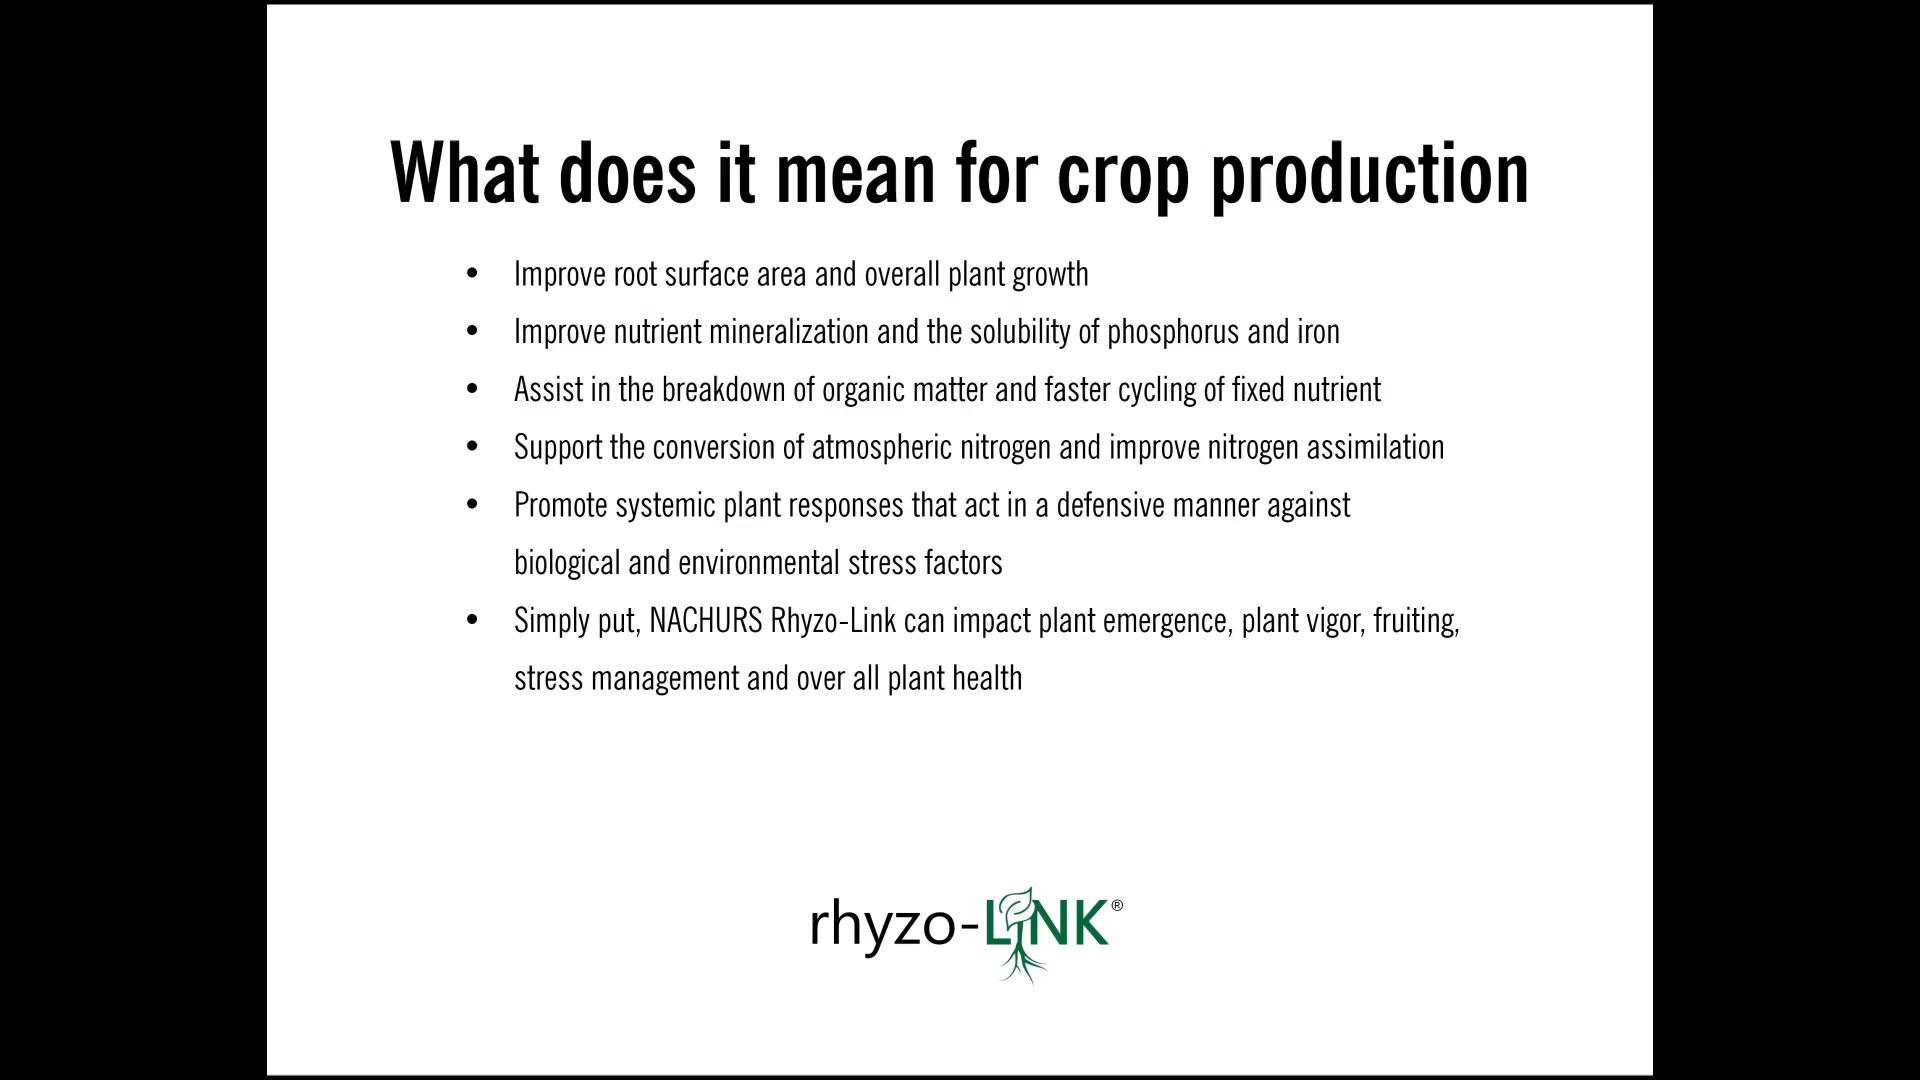 What does it mean for crop production
• Improve root surface area and overall plant growth
• Improve nutrient mineralization and the solubility of phosphorus and iron
• Assist in the breakdown of organic matter and faster cycling of fixed nutrient
• Support the conversion of atmospheric nitrogen and improve nitrogen assimilation
• Promote systemic plant responses that act in a defensive manner against
biological and environmental stress factors
• Simply put, NACHURS Rhyzo-Link can impact plant emergence, plant vigor, fruiting,
stress management and over all plant health
rhyzo-LINK®